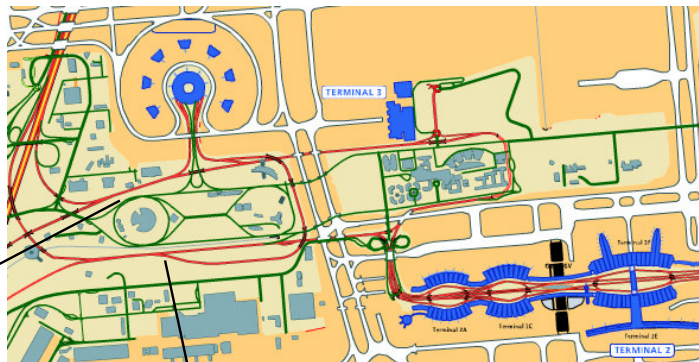 TERMINAL 3
Terminal 2F
Terminal 2A
Terminal 2C
Terminal 2E
TERMINAL 2